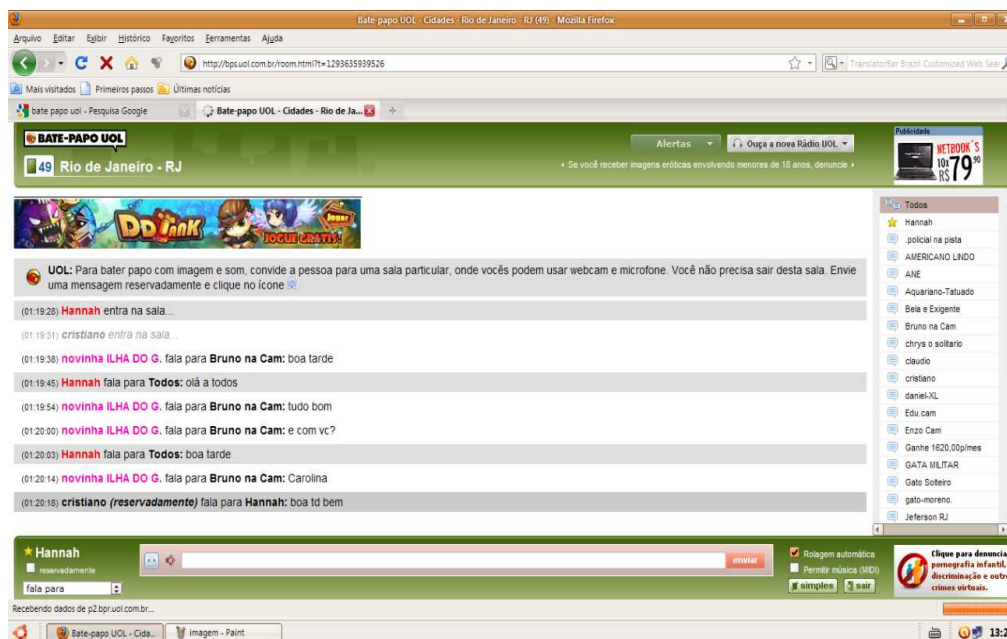 Bate-papo UOL - Cidades - Rio de Janeiro - RJ (49) - Mozilla Firefox
Arquivo Editar Exibir Histórico Favoritos Ferramentas Ajuda
http://bps.uol.com.br/room.html?t=1293635939526
TranslatorBar Brazil Customized Web Sear
Mais visitados Primeiros passos Últimas notícias
bate papo uol - Pesquisa Google Bate-papo UOL - Cidades - Rio de Ja...
BATE-PAPO UOL
49 Rio de Janeiro - RJ
Alertas Ouça a nova Rádio UOL
Se você receber imagens eróticas envolvendo menores de 18 anos, denuncie
Publicidade
NETBOOK'S
10x
R$ 79,90
DDTANK
JOGUE GRATIS!
Jogar
UOL: Para bater papo com imagem e som, convide a pessoa para uma sala particular, onde vocês podem usar webcam e microfone. Você não precisa sair desta sala. Envie
uma mensagem reservadamente e clique no ícone
(01:19:28) Hannah entra na sala...
(01:19:31) cristiano entra na sala...
(01:19:38) novinha ILHA DO G. fala para Bruno na Cam: boa tarde
(01:19:45) Hannah fala para Todos: olá a todos
(01:19:54) novinha ILHA DO G. fala para Bruno na Cam: tudo bom
(01:20:00) novinha ILHA DO G. fala para Bruno na Cam: e com vc?
(01:20:03) Hannah fala para Todos: boa tarde
(01:20:14) novinha ILHA DO G. fala para Bruno na Cam: Carolina
(01:20:18) cristiano (reservadamente) fala para Hannah: boa td bem
Todos
Hannah
.policial na pista
AMERICANO LINDO
ANE
Aquariano-Tatuado
Bela e Exigente
Bruno na Cam
chrys o solitario
claudio
cristiano
daniel-XL
Edu.cam
Enzo Cam
Ganhe 1620,00p/mes
GATA MILITAR
Gato Solteiro
gato-moreno.
Jeferson RJ
Hannah
reservadamente
fala para
enviar
Rolagem automática
Permitir música (MIDI)
simples sair
Clique para denuncia
pornografia infantil,
discriminação e outro
crimes virtuais.
Recebendo dados de p2.bpr.uol.com.br...
Bate-papo UOL - Cida... imagem - Paint